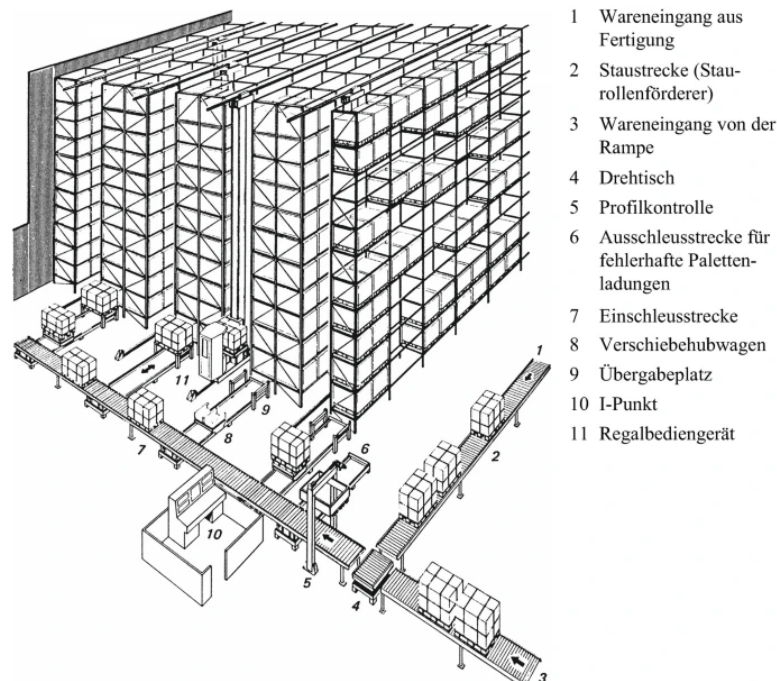 1 Wareneingang aus
Fertigung
2 Staustrecke (Stau-
rollenförderer)
3 Wareneingang von der
Rampe
4 Drehtisch
5 Profilkontrolle
6 Ausschleusstrecke für
fehlerhafte Paletten-
ladungen
7 Einschleusstrecke
8 Verschiebehubwagen
9 Übergabeplatz
10 I-Punkt
11 Regalbediengerät
1
2
11
9
8
6
7
10
5
4
3